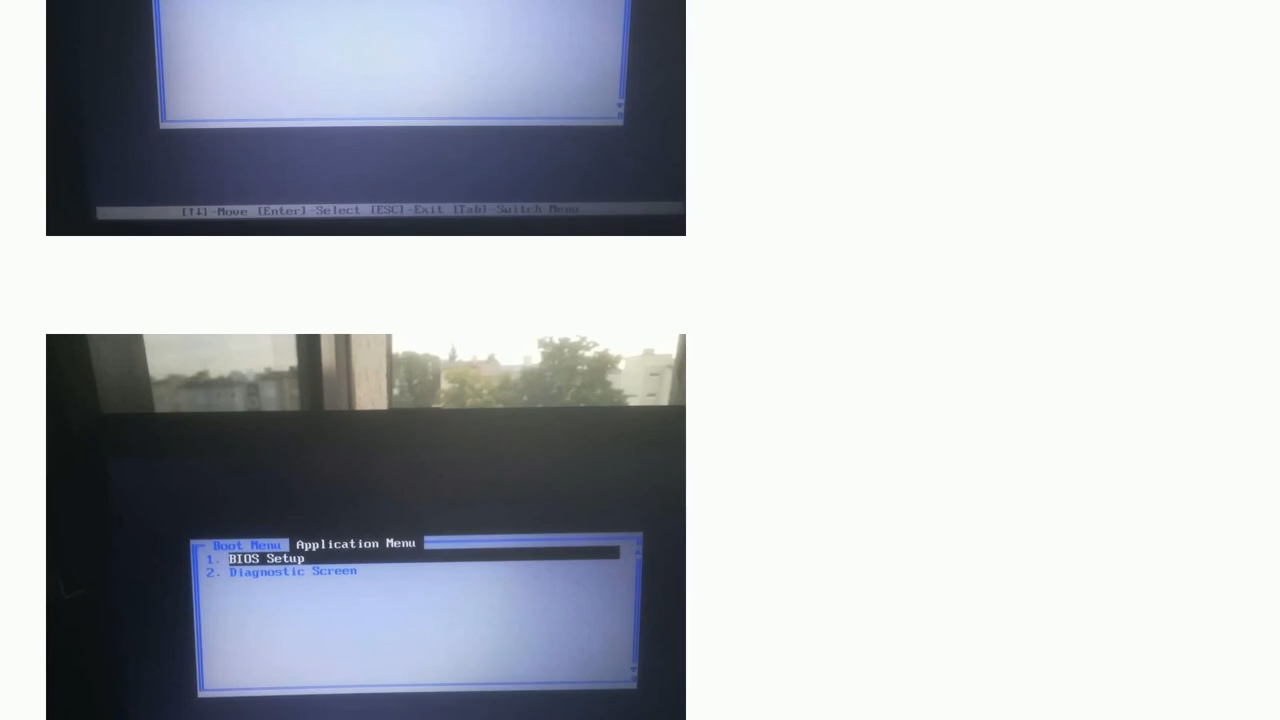 [↑↓]-Move [Enter]-Select [ESC]-Exit [Tab]-Switch Menu
Boot Menu Application Menu
1. BIOS Setup
2. Diagnostic Screen